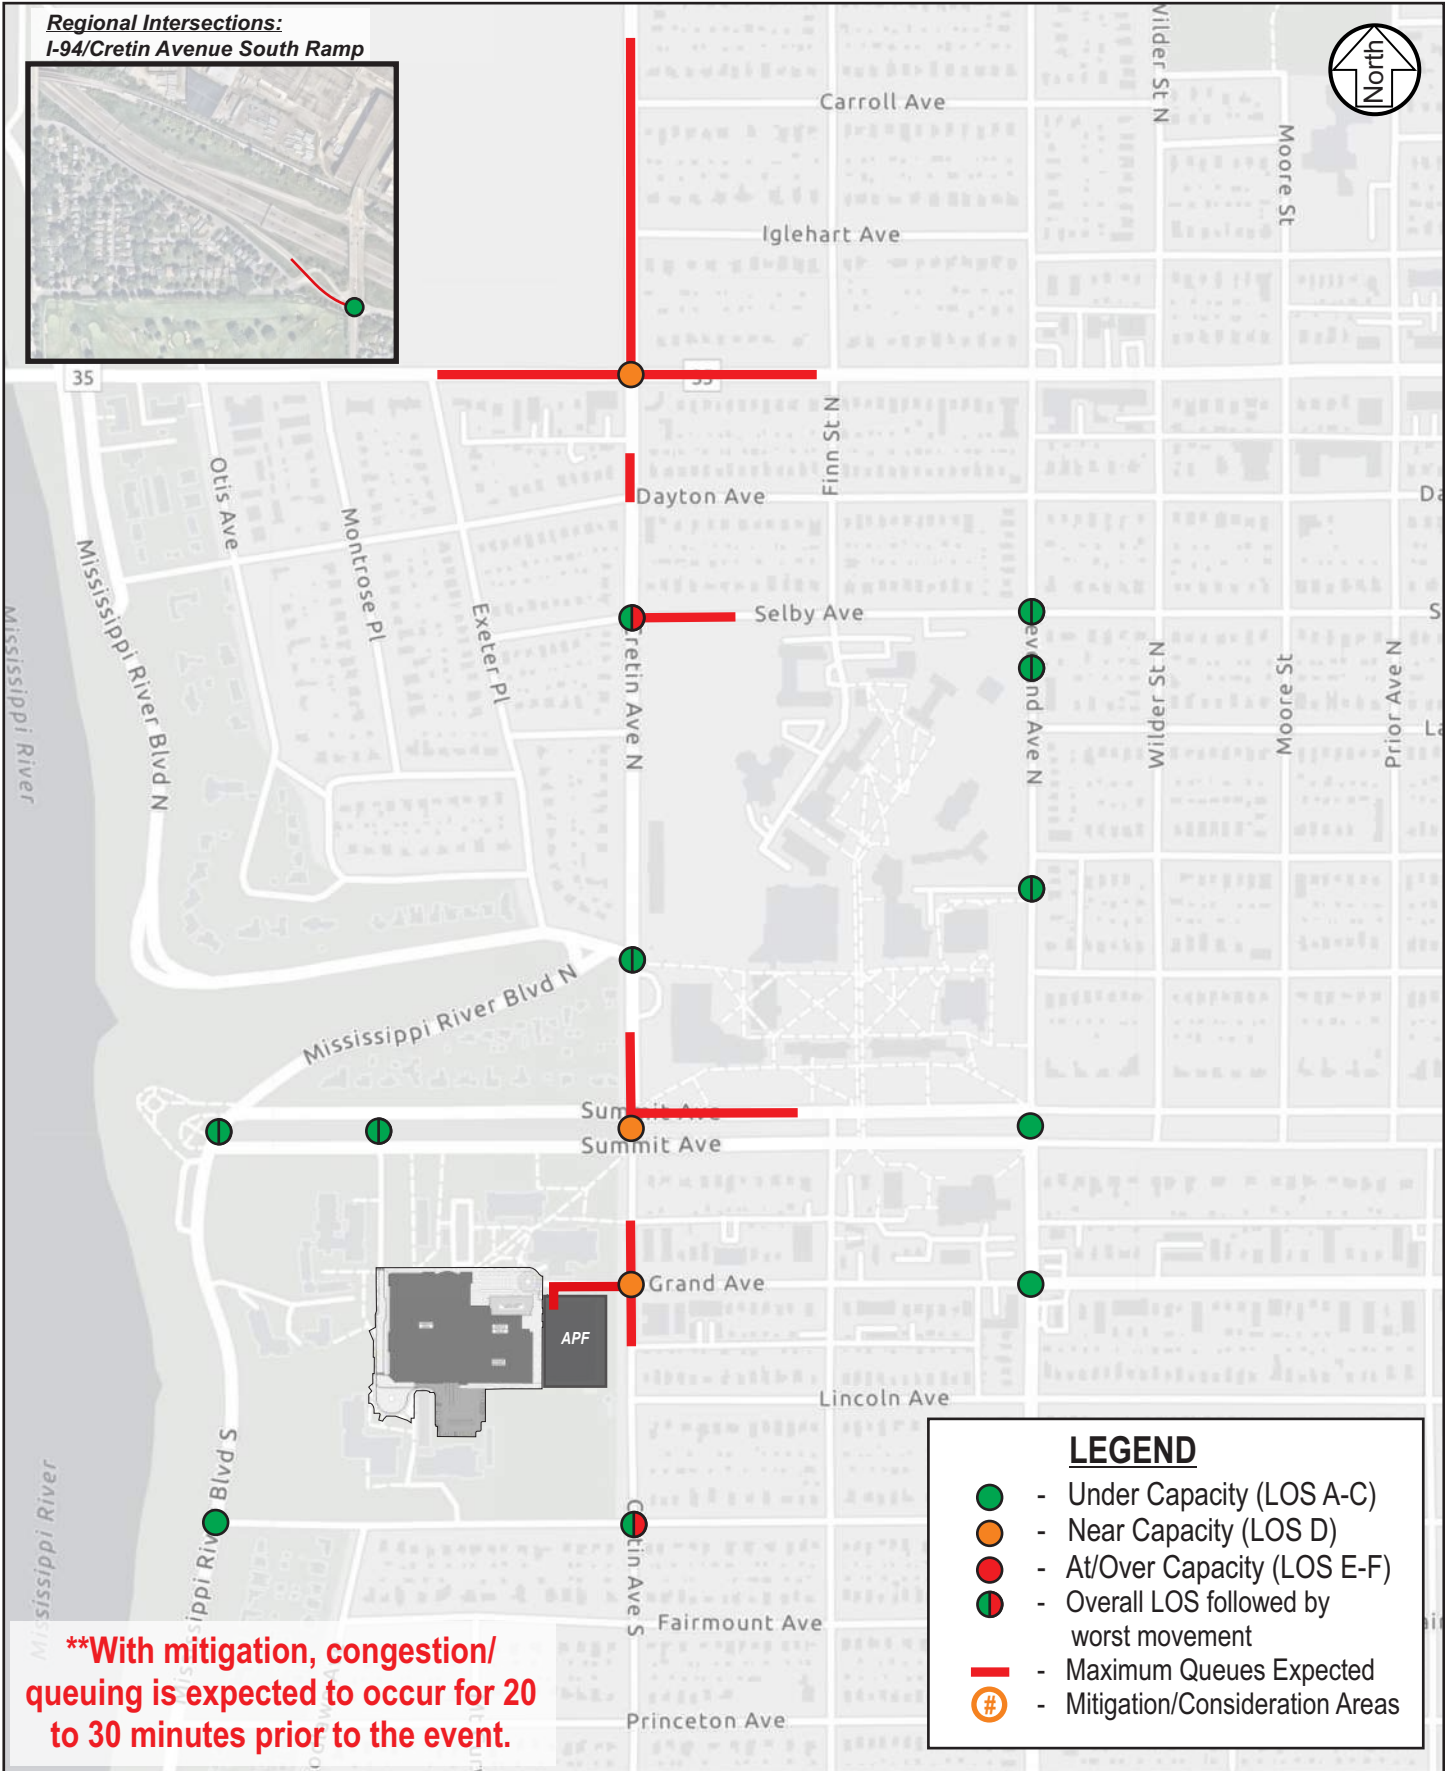 Regional Intersections:
I-94/Cretin Avenue South Ramp
North
Wilder St N
Carroll Ave
Moore St
Iglehart Ave
35
35
Finn St N
Otis Ave
Dayton Ave
Montrose Pl
Mississippi River Blvd N
Exeter Pl
Selby Ave
Mississippi River
Cretin Ave N
Wilder St N
Moore St
Prior Ave N
Mississippi River Blvd N
Summit Ave
Summit Ave
Grand Ave
APF
Lincoln Ave
Mississippi River Blvd S
Mississippi River
Cretin Ave S
Fairmount Ave
Princeton Ave
LEGEND
- Under Capacity (LOS A-C)
- Near Capacity (LOS D)
- At/Over Capacity (LOS E-F)
- Overall LOS followed by
worst movement
- Maximum Queues Expected
# - Mitigation/Consideration Areas
**With mitigation, congestion/
queuing is expected to occur for 20
to 30 minutes prior to the event.